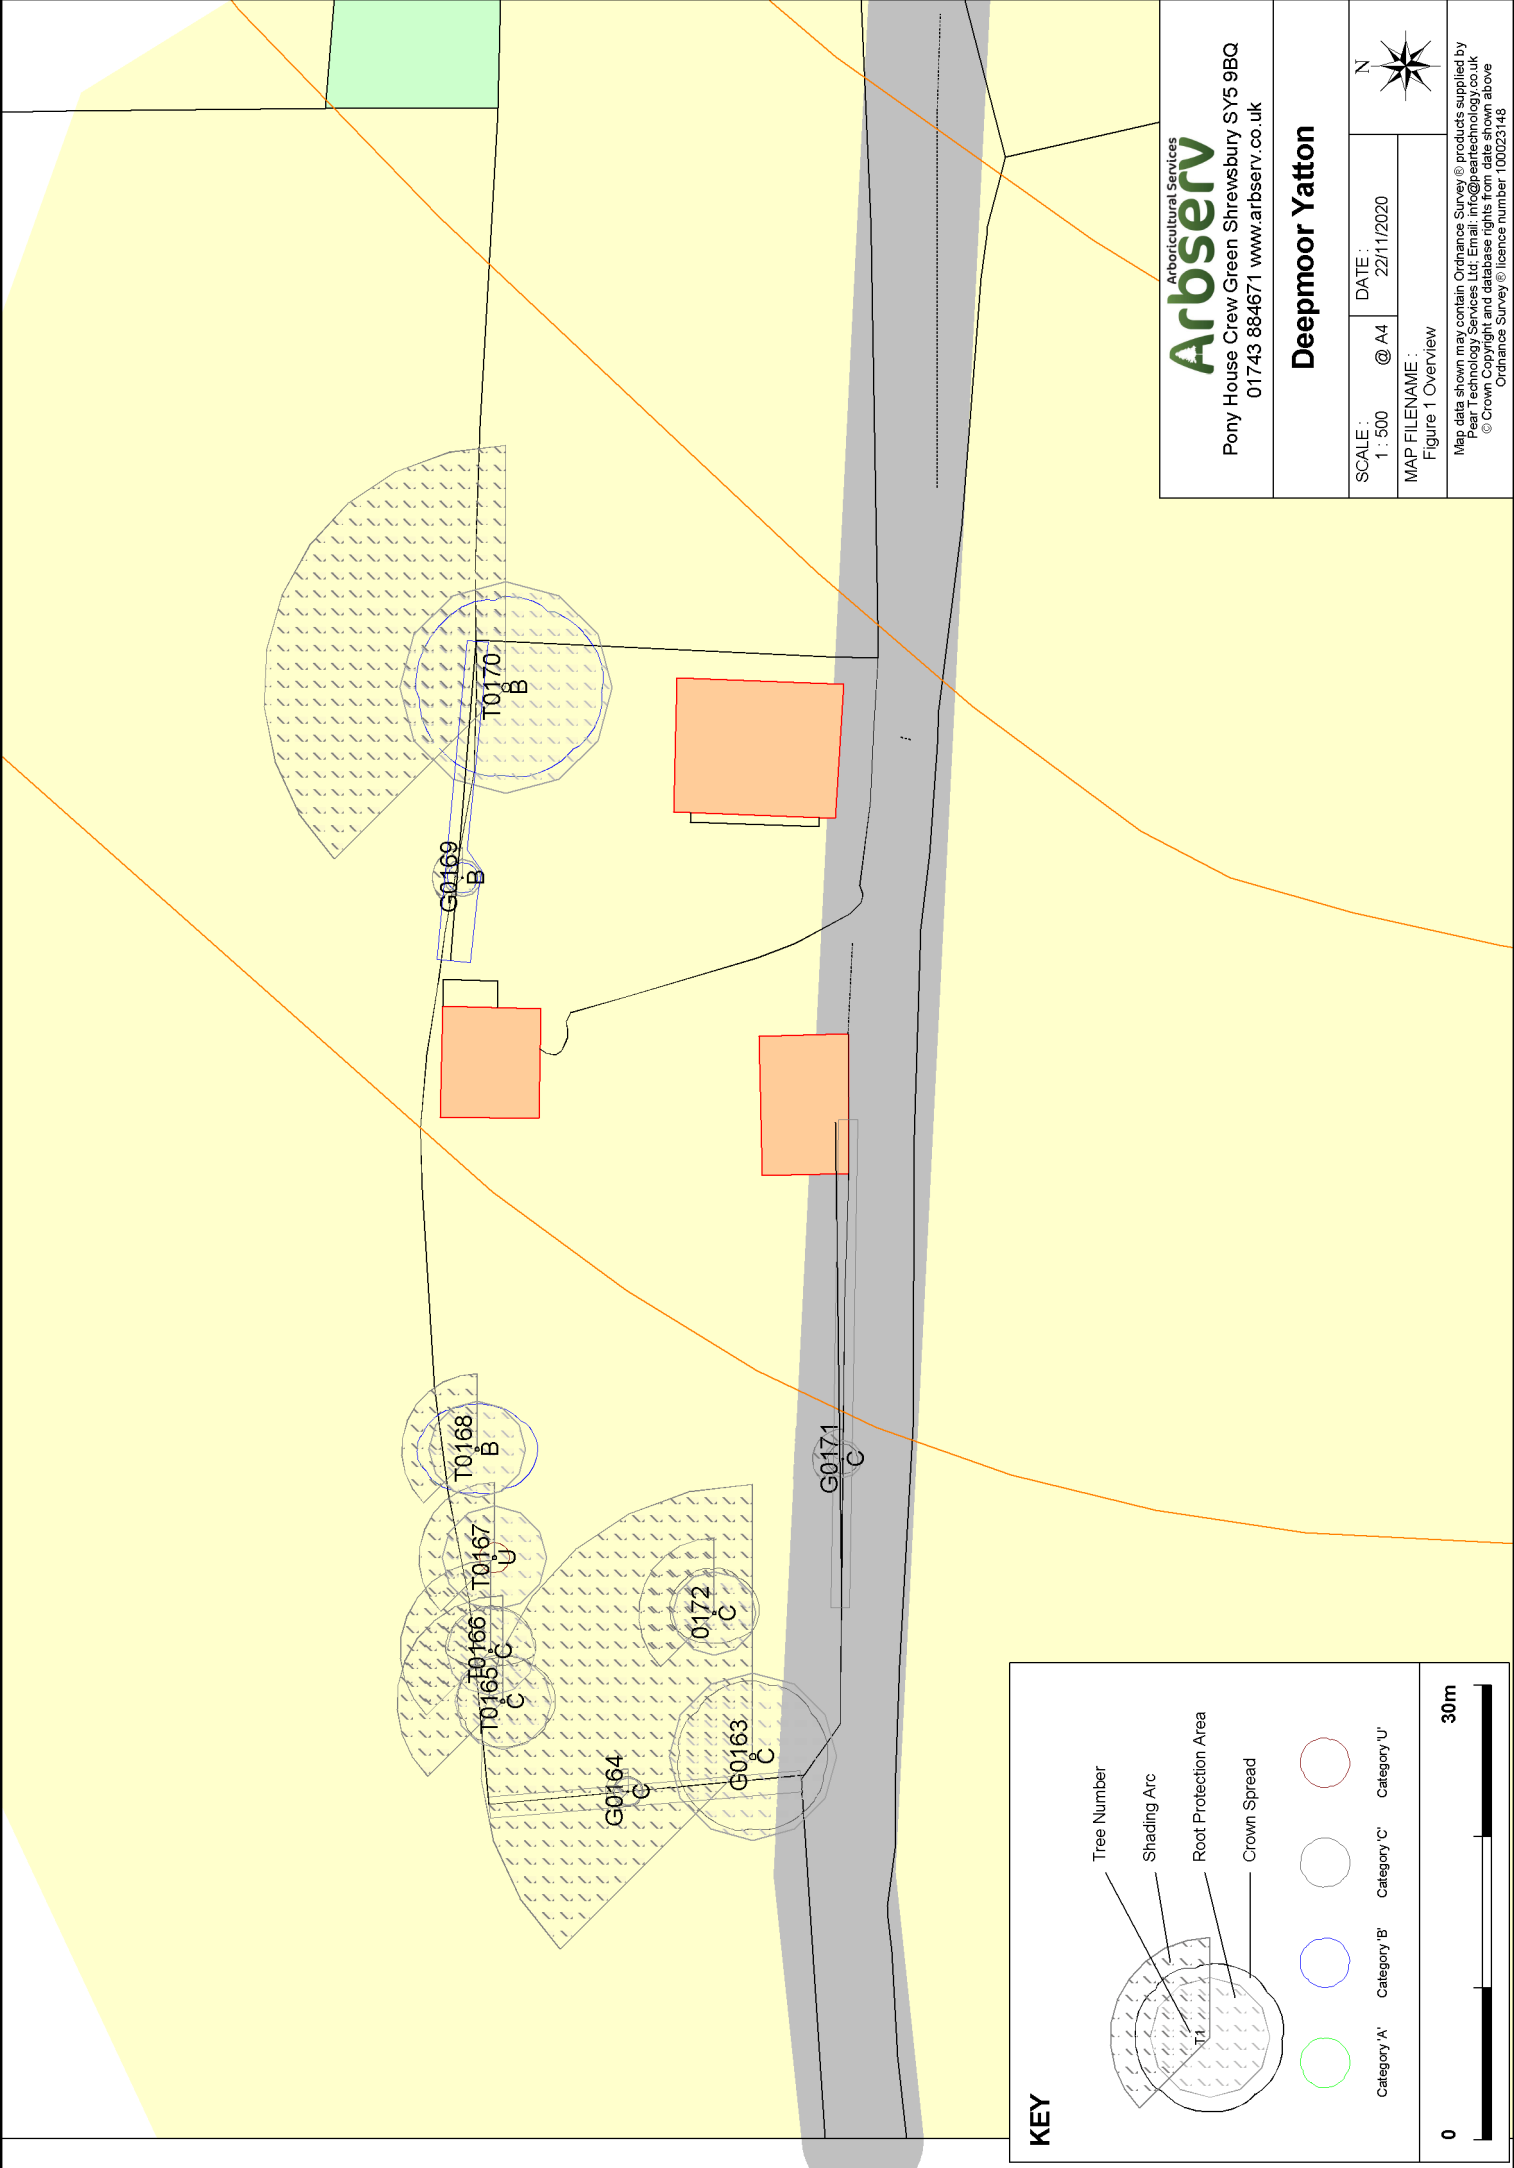 T0170
B
G0169
B
T0168
B
T0167
U
T0166
C
T0165
C
0172
C
G0171
C
G0163
C
G0164
C
Arboricultural Services
Arbserv
Pony House Crew Green Shrewsbury SY5 9BQ
01743 884671 www.arbserv.co.uk
Deepmoor Yatton
SCALE :
1 : 500 @ A4
DATE :
22/11/2020
N
MAP FILENAME :
Figure 1 Overview
Map data shown may contain Ordnance Survey ® products supplied by
Pear Technology Services Ltd; Email: info@peartechnology.co.uk
© Crown Copyright and database rights from date shown above
Ordnance Survey ® licence number 100023148
KEY
T1
Tree Number
Shading Arc
Root Protection Area
Crown Spread
Category 'A'
Category 'B'
Category 'C'
Category 'U'
0
30m